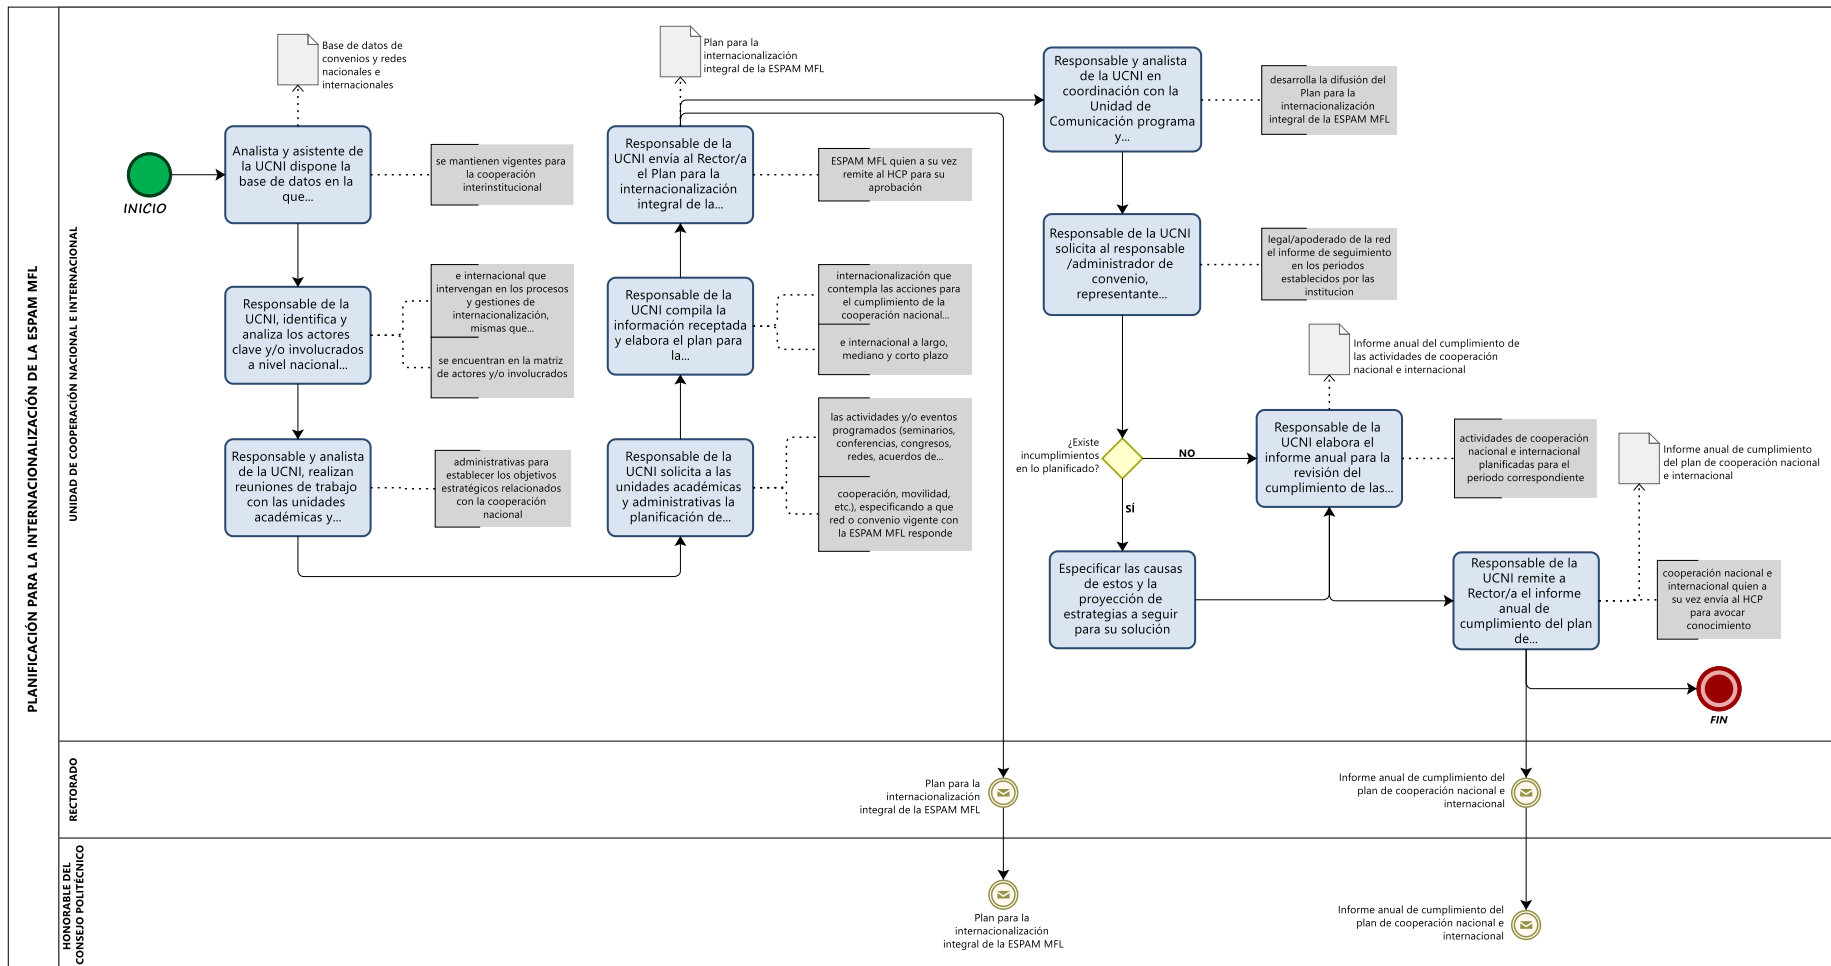 PLANIFICACIÓN PARA LA INTERNACIONALIZACIÓN DE LA ESPAM MFL
UNIDAD DE COOPERACIÓN NACIONAL E INTERNACIONAL
INICIO
Base de datos de
convenios y redes
nacionales e
internacionales
Analista y asistente de
la UCNI dispone la
base de datos en la
que...
se mantienen vigentes para
la cooperación
interinstitucional
Responsable de la
UCNI, identifica y
analiza los actores
clave y/o involucrados
a nivel nacional...
e internacional que
intervengan en los procesos
y gestiones de
internacionalización,
mismas que...
se encuentran en la matriz
de actores y/o involucrados
Responsable y analista
de la UCNI, realizan
reuniones de trabajo
con las unidades
académicas y...
administrativas para
establecer los objetivos
estratégicos relacionados
con la cooperación
nacional
Responsable de la
UCNI solicita a las
unidades académicas
y administrativas la
planificación de...
las actividades y/o eventos
programados (seminarios,
conferencias, congresos,
redes, acuerdos de...
cooperación, movilidad,
etc.), especificando a que
red o convenio vigente con
la ESPAM MFL responde
Responsable de la
UCNI compila la
información receptada
y elabora el plan para
la...
internacionalización que
contempla las acciones para
el cumplimiento de la
cooperación nacional...
e internacional a largo,
mediano y corto plazo
Plan para la
internacionalización
integral de la ESPAM MFL
Responsable de la
UCNI envía al Rector/a
el Plan para la
internacionalización
integral de la...
ESPAM MFL quien a su vez
remite al HCP para su
aprobación
Responsable y analista
de la UCNI en
coordinación con la
Unidad de
Comunicación programa
y...
desarrolla la difusión del
Plan para la
internacionalización
integral de la ESPAM MFL
Responsable de la UCNI
solicita al responsable
/administrador de
convenio,
representante...
legal/apoderado de la red
el informe de seguimiento
en los periodos
establecidos por las
institucion
¿Existe
incumplimientos
en lo planificado?
NO
SÍ
Informe anual del cumplimiento de
las actividades de cooperación
nacional e internacional
Responsable de la
UCNI elabora el
informe anual para la
revisión del
cumplimiento de las...
actividades de cooperación
nacional e internacional
planificadas para el
periodo correspondiente
Especificar las causas
de estos y la
proyección de
estrategias a seguir
para su solución
Informe anual de cumplimiento
del plan de cooperación nacional
e internacional
Responsable de la
UCNI remite a
Rector/a el informe
anual de
cumplimiento del plan
de...
cooperación nacional e
internacional quien a
su vez envía al HCP
para avocar
conocimiento
FIN
RECTORADO
Plan para la
internacionalización
integral de la ESPAM MFL
Informe anual de cumplimiento del
plan de cooperación nacional e
internacional
HONORABLE DEL
CONSEJO POLITÉCNICO
Plan para la
internacionalización
integral de la ESPAM MFL
Informe anual de cumplimiento del
plan de cooperación nacional e
internacional